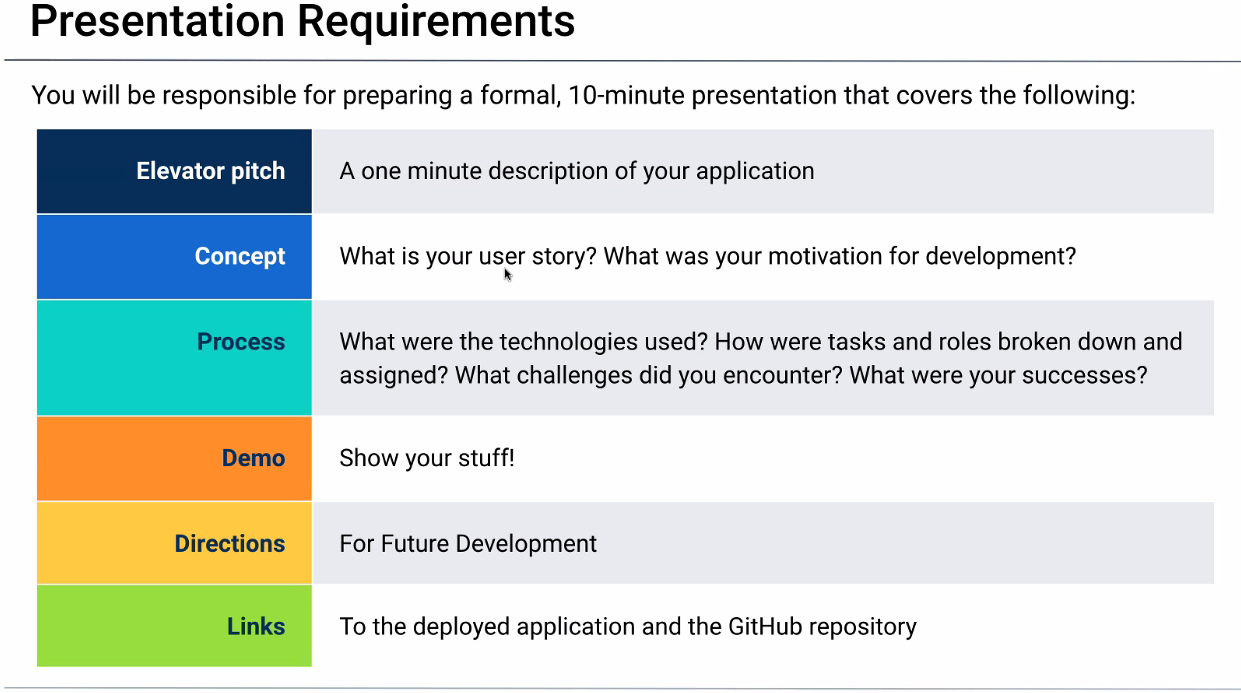 Presentation Requirements
You will be responsible for preparing a formal, 10-minute presentation that covers the following:
Elevator pitch
A one minute description of your application
Concept
What is your user story? What was your motivation for development?
Process
What were the technologies used? How were tasks and roles broken down and
assigned? What challenges did you encounter? What were your successes?
Demo
Show your stuff!
Directions
For Future Development
Links
To the deployed application and the GitHub repository